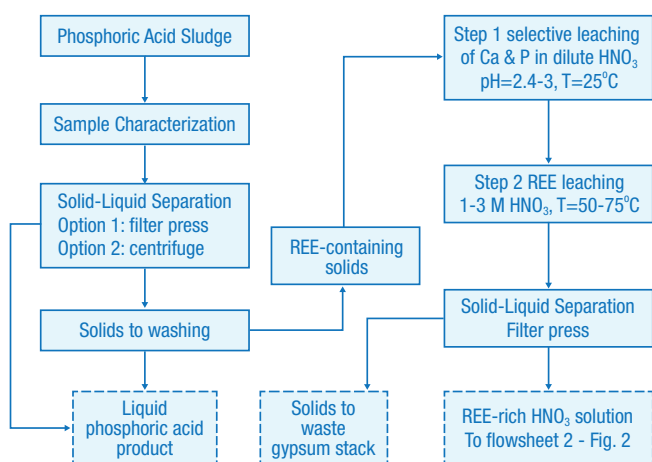 Phosphoric Acid Sludge
Sample Characterization
Solid-Liquid Separation
Option 1: filter press
Option 2: centrifuge
Solids to washing
Liquid
phosphoric acid
product
REE-containing
solids
Solids to
waste
gypsum stack
Step 1 selective leaching
of Ca & P in dilute HNO₃
pH=2.4-3, T=25°C
Step 2 REE leaching
1-3 M HNO₃, T=50-75°C
Solid-Liquid Separation
Filter press
REE-rich HNO₃ solution
To flowsheet 2 - Fig. 2